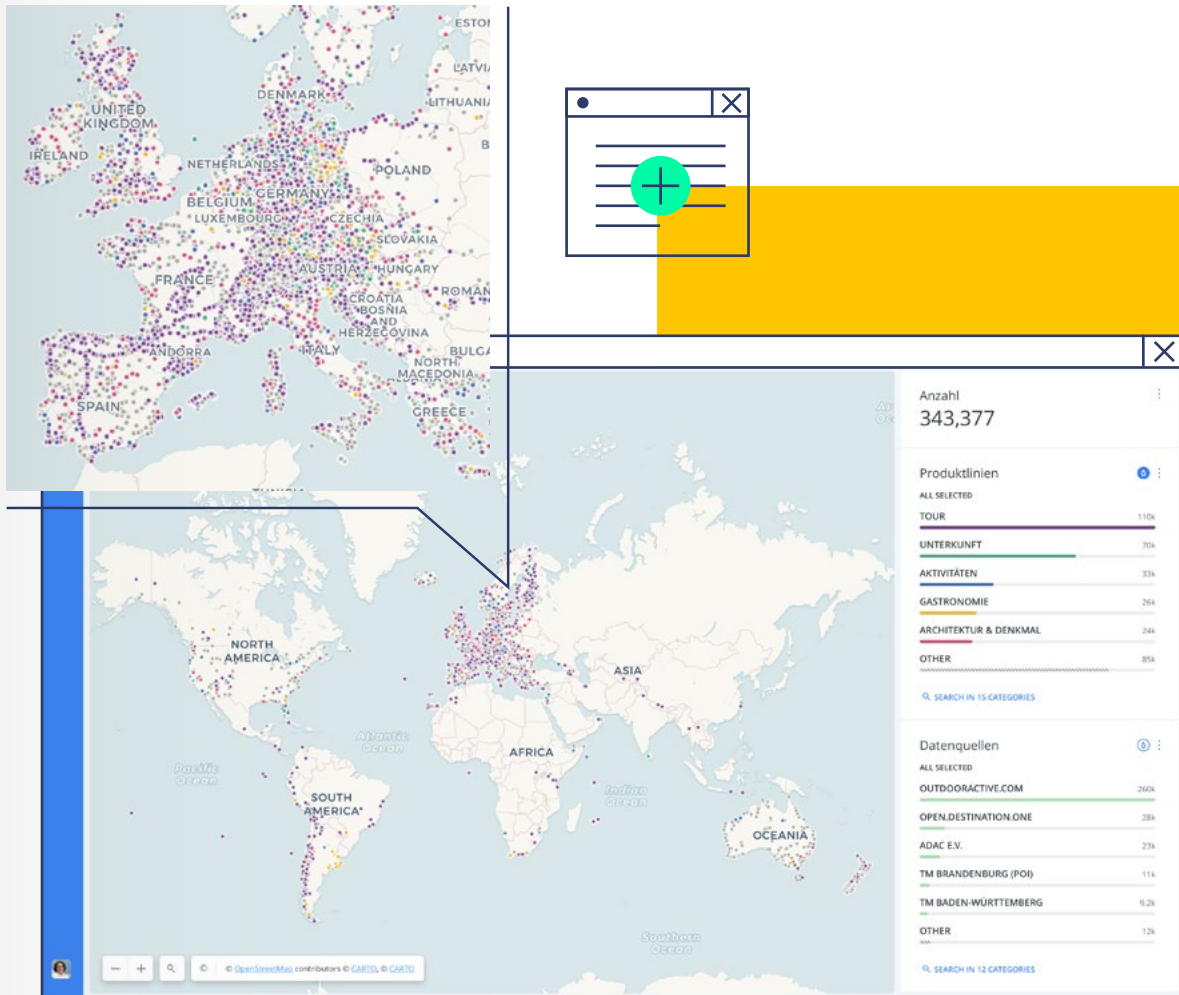 ESTO
LATVI
DENMARK
LITHUANIA
UNITED
KINGDOM
IRELAND
NETHERLANDS
POLAND
B
BELGIUM
GERMANY
LUXEMBOURG
CZECHIA
SLOVAKIA
AUSTRIA
HUNGARY
FRANCE
ROMAN
CROATIA
BOSNIA
AND
HERZEGOVINA
ANDORRA
ITALY
BULGA
NORTH
MACEDONIA
SPAIN
GREECE
NORTH
AMERICA
ASIA
Atlantic
Ocean
AFRICA
Pacific
Ocean
SOUTH
AMERICA
Indian
Ocean
OCEANIA
Southern
Ocean
© OpenStreetMap contributors © CARTO, © CARTO
Anzahl
343,377
Produktlinien
ALL SELECTED
TOUR 110k
UNTERKUNFT 70k
AKTIVITÄTEN 33k
GASTRONOMIE 26k
ARCHITEKTUR & DENKMAL 24k
OTHER 85k
SEARCH IN 15 CATEGORIES
Datenquellen
ALL SELECTED
OUTDOORACTIVE.COM 260k
OPEN.DESTINATION.ONE 28k
ADAC E.V. 23k
TM BRANDENBURG (POI) 11k
TM BADEN-WÜRTTEMBERG 9.2k
OTHER 12k
SEARCH IN 12 CATEGORIES